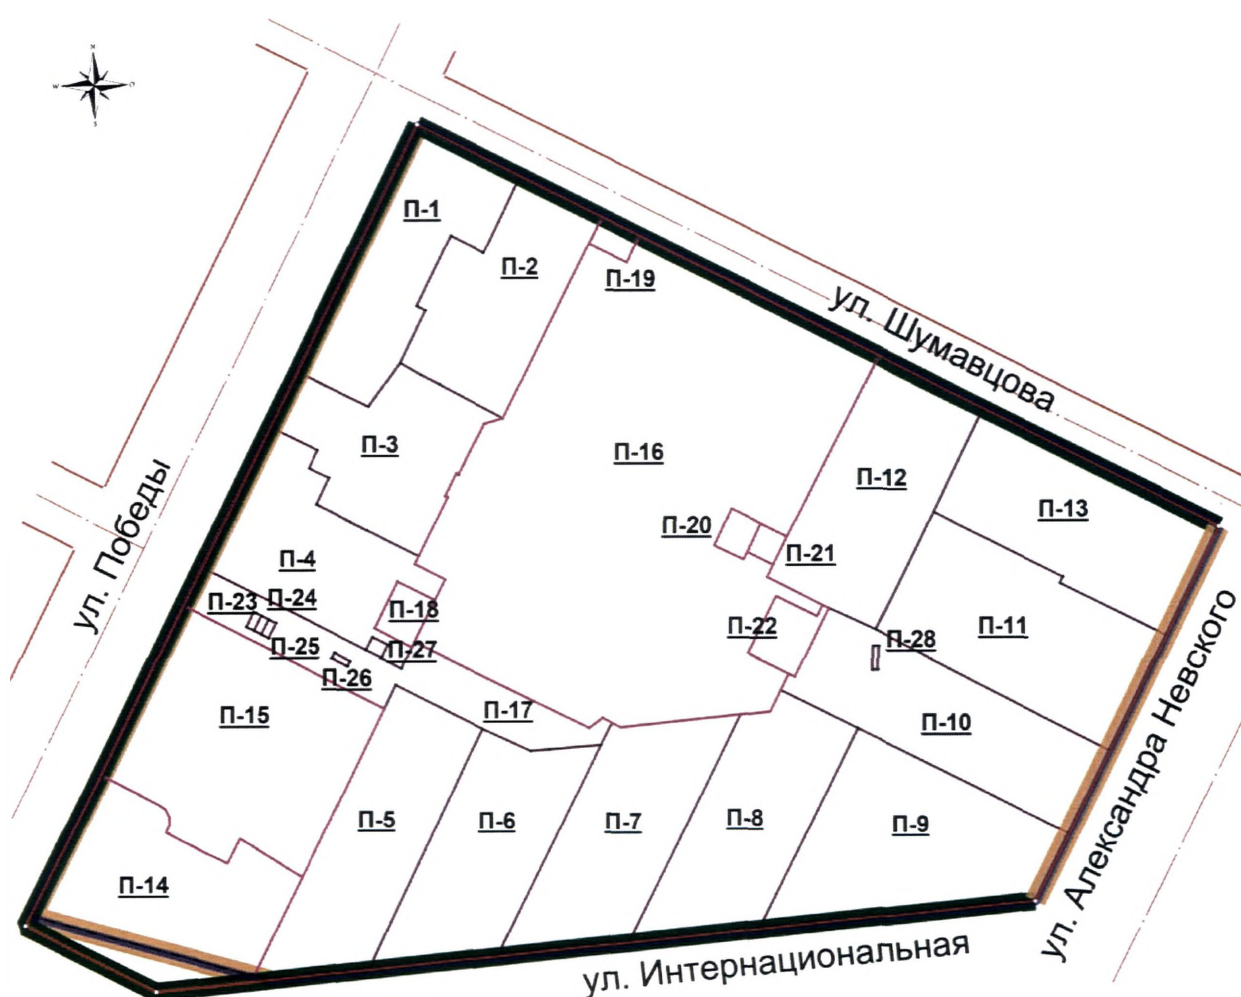 N
W
O
S
П-1
П-2
П-19
ул. Шумавцова
П-3
П-16
П-12
П-13
ул. Победы
П-20
П-21
П-4
П-23
П-24
П-18
П-22
П-11
П-28
П-25
П-27
П-26
П-15
П-17
П-10
ул. Александра Невского
П-5
П-6
П-7
П-8
П-9
П-14
ул. Интернациональная